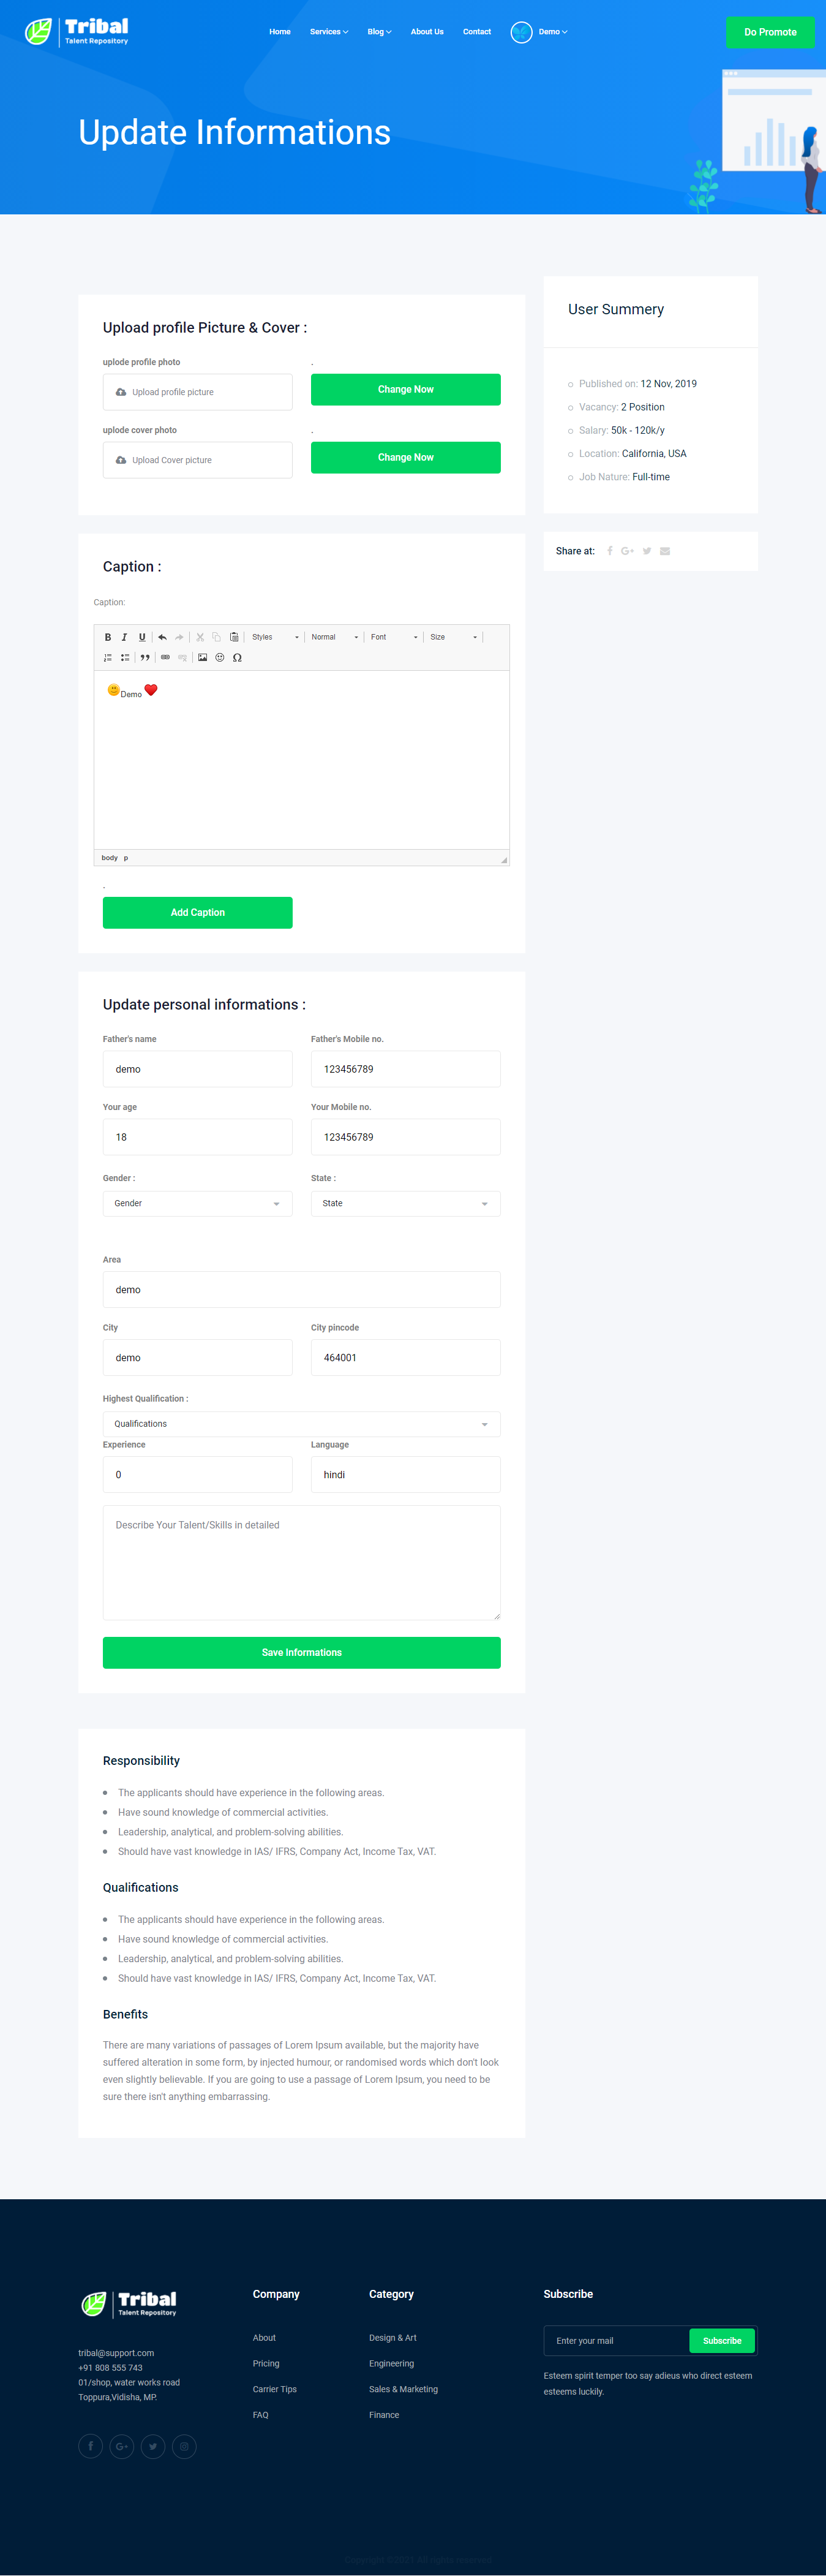 Tribal
Talent Repository
Home
Services
Blog
About Us
Contact
Demo
Do Promote
Update Informations
Upload profile Picture & Cover :
uplode profile photo
.
Upload profile picture
Change Now
uplode cover photo
.
Upload Cover picture
Change Now
User Summery
Published on: 12 Nov, 2019
Vacancy: 2 Position
Salary: 50k - 120k/y
Location: California, USA
Job Nature: Full-time
Share at:
Caption :
Caption:
B I U
Styles
Normal
Font
Size
Demo
body p
.
Add Caption
Update personal informations :
Father's name
Father's Mobile no.
demo
123456789
Your age
Your Mobile no.
18
123456789
Gender :
State :
Gender
State
Area
demo
City
City pincode
demo
464001
Highest Qualification :
Qualifications
Experience
Language
0
hindi
Describe Your Talent/Skills in detailed
Save Informations
Responsibility
The applicants should have experience in the following areas.
Have sound knowledge of commercial activities.
Leadership, analytical, and problem-solving abilities.
Should have vast knowledge in IAS/ IFRS, Company Act, Income Tax, VAT.
Qualifications
The applicants should have experience in the following areas.
Have sound knowledge of commercial activities.
Leadership, analytical, and problem-solving abilities.
Should have vast knowledge in IAS/ IFRS, Company Act, Income Tax, VAT.
Benefits
There are many variations of passages of Lorem Ipsum available, but the majority have
suffered alteration in some form, by injected humour, or randomised words which don't look
even slightly believable. If you are going to use a passage of Lorem Ipsum, you need to be
sure there isn't anything embarrassing.
Tribal
Talent Repository
tribal@support.com
+91 808 555 743
01/shop, water works road
Toppura,Vidisha, MP.
Company
About
Pricing
Carrier Tips
FAQ
Category
Design & Art
Engineering
Sales & Marketing
Finance
Subscribe
Enter your mail
Subscribe
Esteem spirit temper too say adieus who direct esteem
esteems luckily.